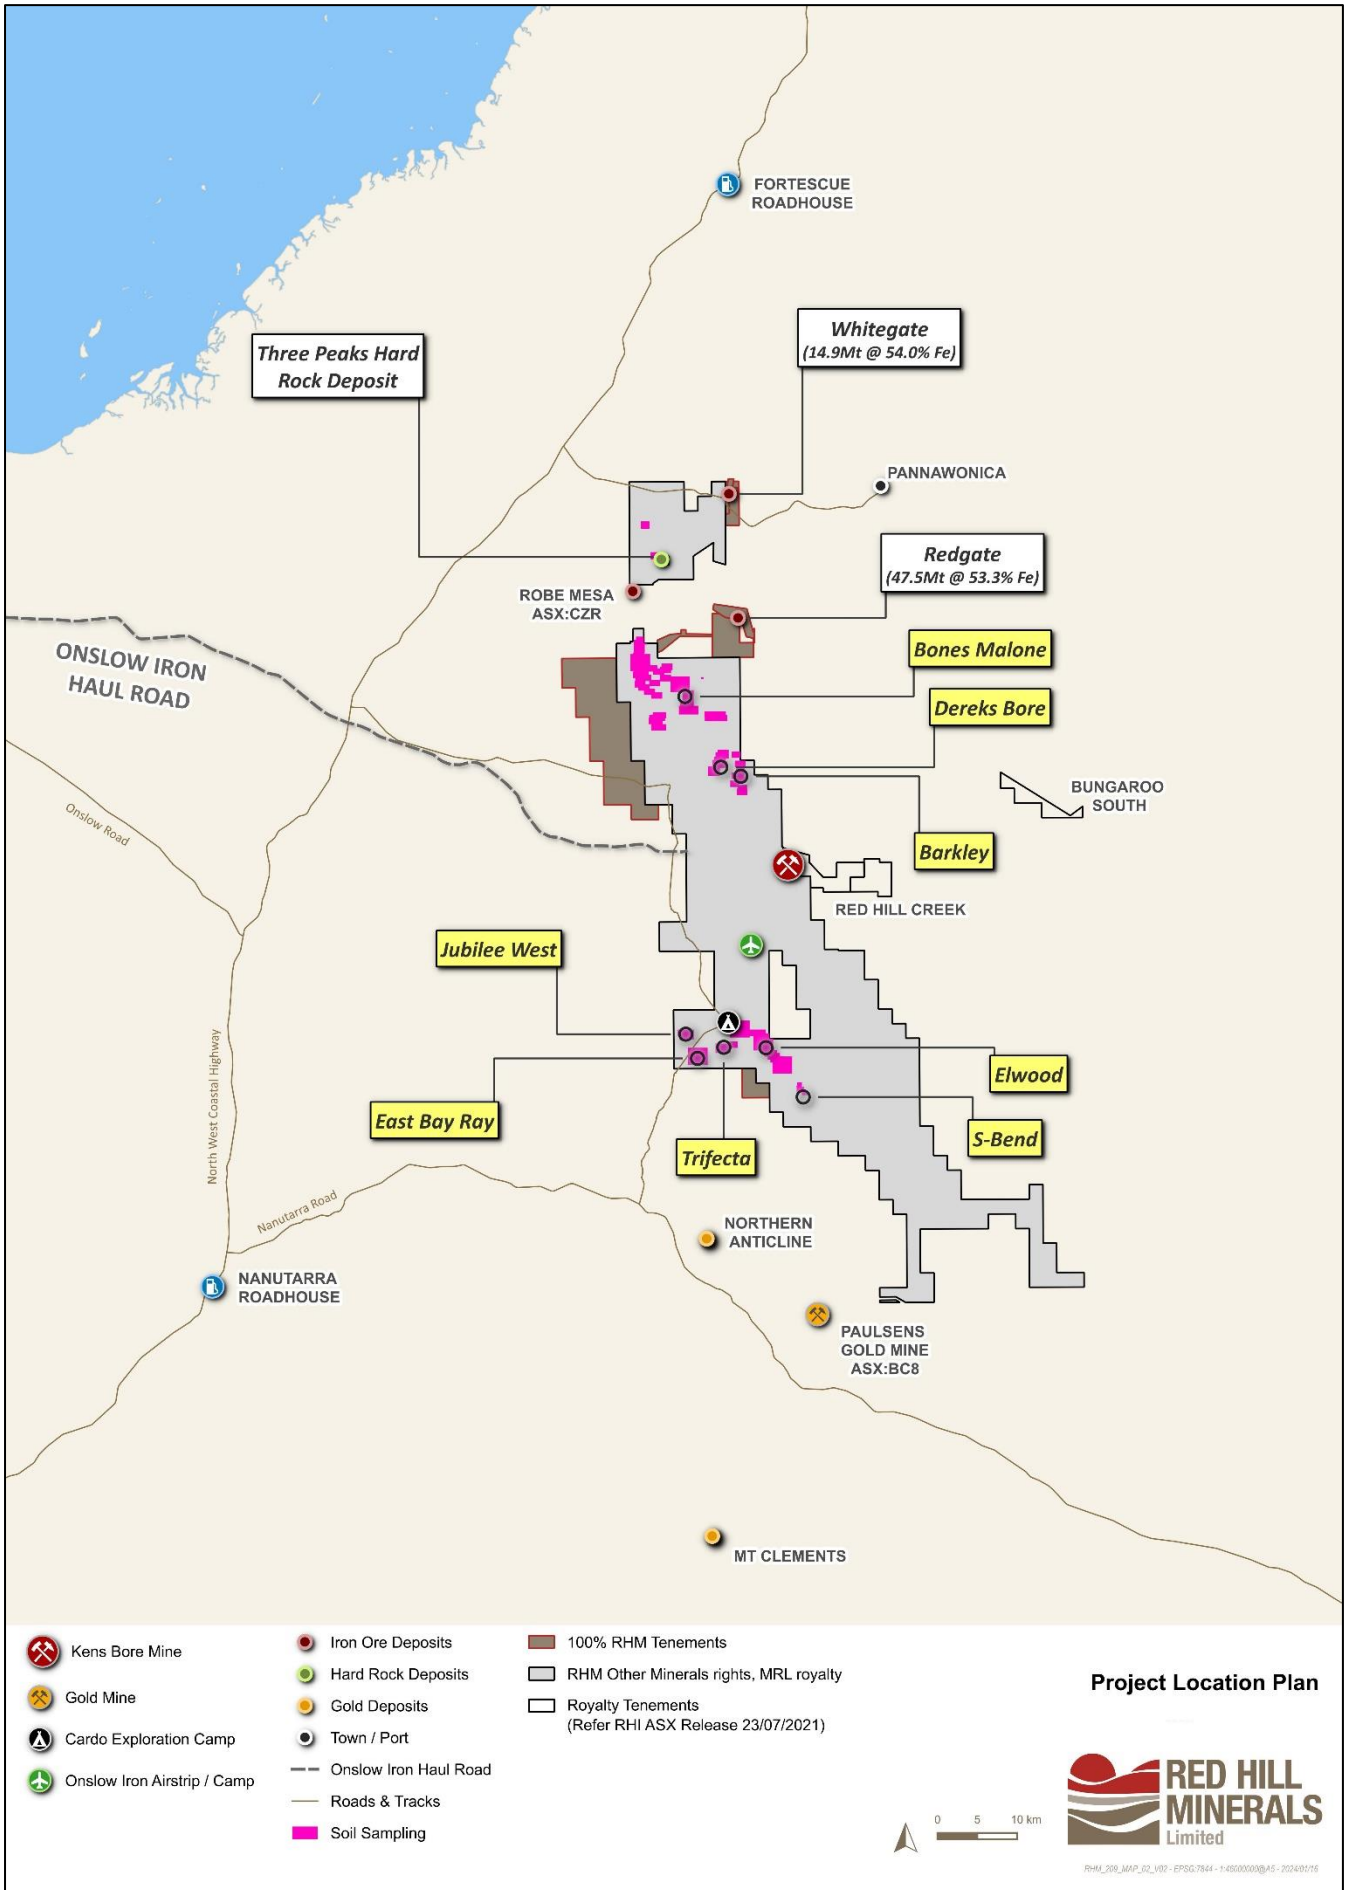 FORTESCUE
ROADHOUSE
Whitegate
(14.9Mt @ 54.0% Fe)
Three Peaks Hard
Rock Deposit
PANNAWONICA
Redgate
(47.5Mt @ 53.3% Fe)
ROBE MESA
ASX:CZR
ONSLOW IRON
HAUL ROAD
Bones Malone
Dereks Bore
BUNGAROO
SOUTH
Onslow Road
Barkley
RED HILL CREEK
Jubilee West
North West Coastal Highway
Elwood
East Bay Ray
S-Bend
Trifecta
Nanutarra Road
NORTHERN
ANTICLINE
NANUTARRA
ROADHOUSE
PAULSENS
GOLD MINE
ASX:BC8
MT CLEMENTS
Kens Bore Mine
Gold Mine
Cardo Exploration Camp
Onslow Iron Airstrip / Camp
Iron Ore Deposits
Hard Rock Deposits
Gold Deposits
Town / Port
Onslow Iron Haul Road
Roads & Tracks
Soil Sampling
100% RHM Tenements
RHM Other Minerals rights, MRL royalty
Royalty Tenements
(Refer RHI ASX Release 23/07/2021)
Project Location Plan
0 5 10 km
RED HILL
MINERALS
Limited